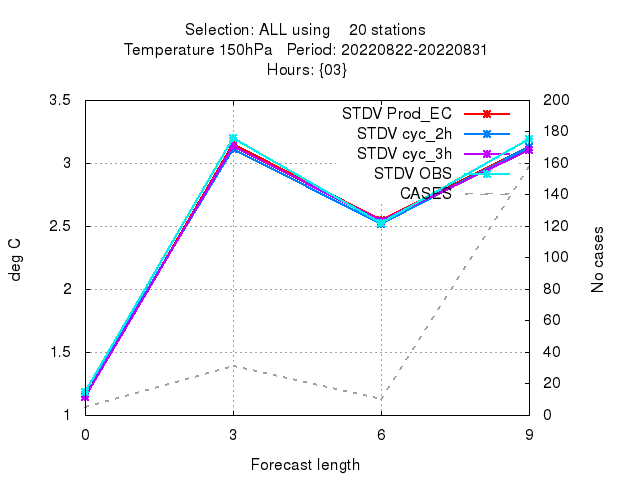 Selection: ALL using    20 stations
Temperature 150hPa   Period: 20220822-20220831
Hours: {03}
3.5
3
2.5
2
1.5
1
200
180
160
140
120
100
80
60
40
20
0
STDV Prod_EC
STDV cyc_2h
STDV cyc_3h
STDV OBS
CASES
deg C
No cases
0 3 6 9
Forecast length